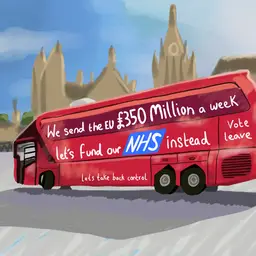 We send the EU £350 Million a week
let's fund our NHS instead
Vote
leave
Let's take back control